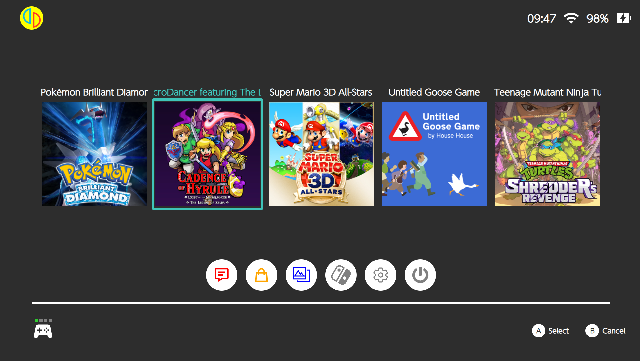 09:47 98%
Pokémon Brilliant Diamon
croDancer featuring The L
Super Mario 3D All-Stars
Untitled Goose Game
Teenage Mutant Ninja Tu
POKéMON
BRILLIANT
DIAMOND
CADENCE
OF HYRULE
SUPER
MARIO
3D
ALL-STARS
Untitled
Goose Game
by House House
TEENAGE MUTANT NINJA
TURTLES
SHREDDER'S
REVENGE
A Select B Cancel